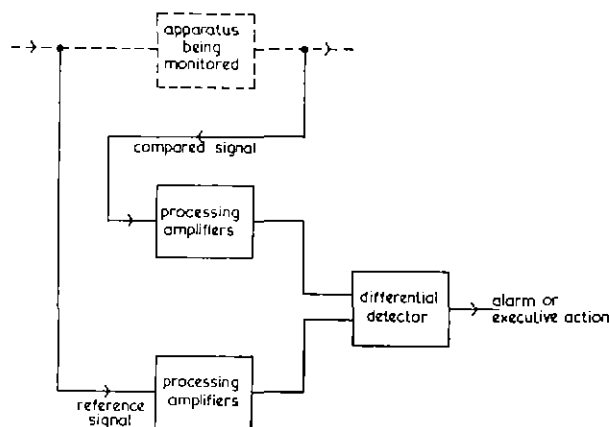 apparatus
being
monitored
compared signal
processing
amplifiers
differential
detector
alarm or
executive action
processing
amplifiers
reference
signal